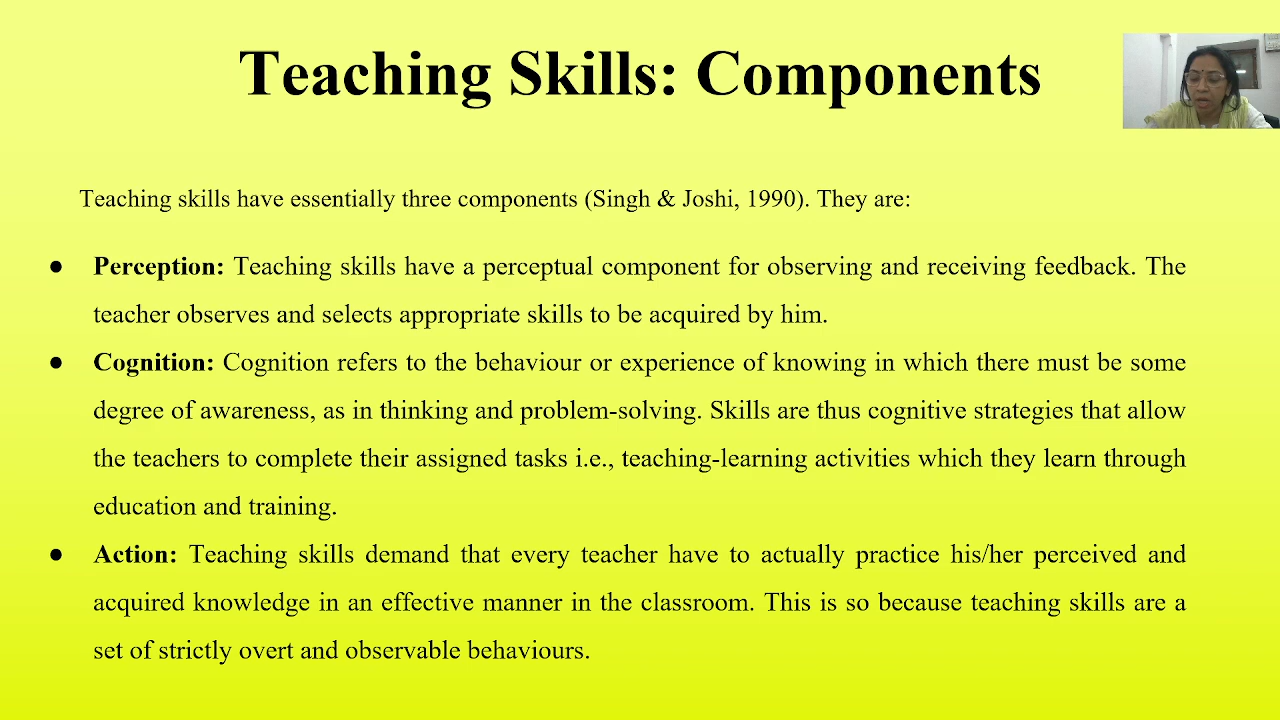 Teaching Skills: Components
Teaching skills have essentially three components (Singh & Joshi, 1990). They are:
● Perception: Teaching skills have a perceptual component for observing and receiving feedback. The
teacher observes and selects appropriate skills to be acquired by him.
● Cognition: Cognition refers to the behaviour or experience of knowing in which there must be some
degree of awareness, as in thinking and problem-solving. Skills are thus cognitive strategies that allow
the teachers to complete their assigned tasks i.e., teaching-learning activities which they learn through
education and training.
● Action: Teaching skills demand that every teacher have to actually practice his/her perceived and
acquired knowledge in an effective manner in the classroom. This is so because teaching skills are a
set of strictly overt and observable behaviours.